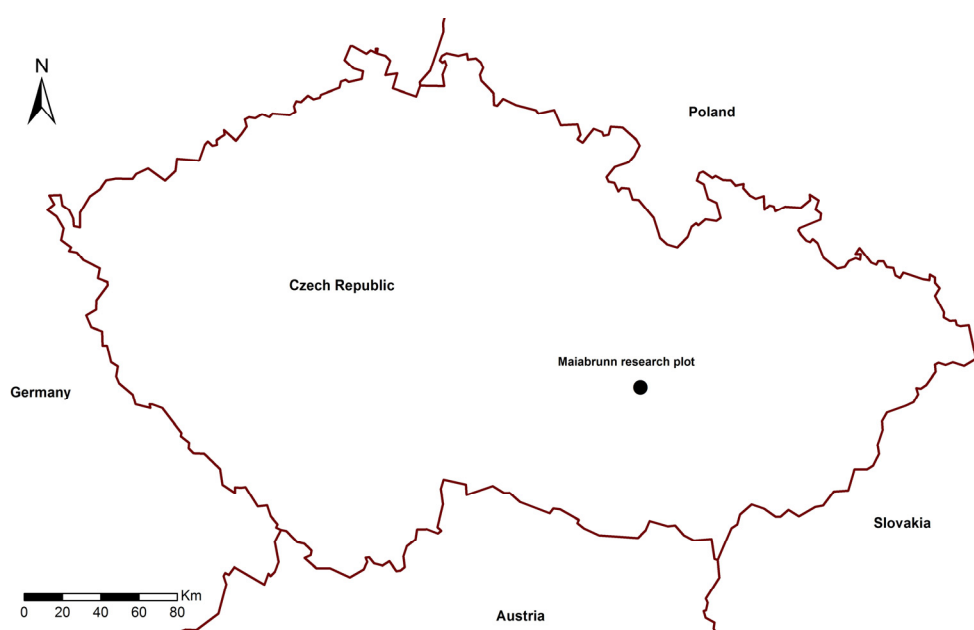 N
Poland
Czech Republic
Maiabrunn research plot
Germany
Slovakia
Km
0 20 40 60 80
Austria